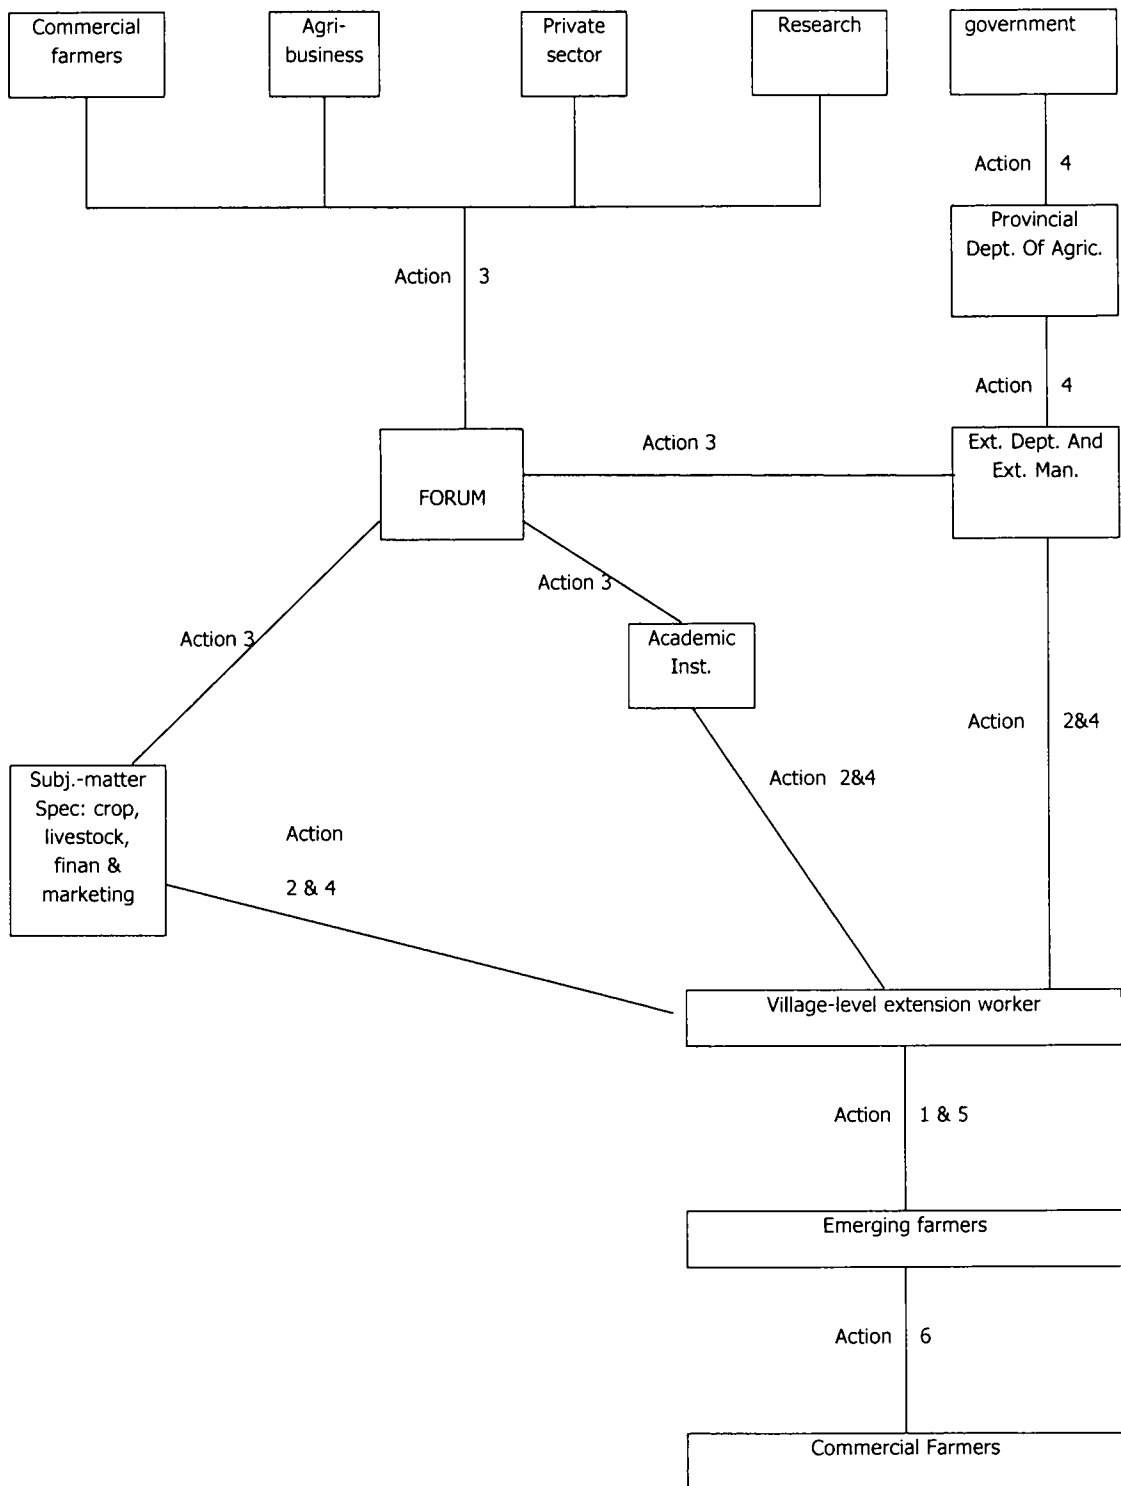 Commercial
farmers
Agri-
business
Private
sector
Research
government
Action 4
Provincial
Dept. Of Agric.
Action 3
Action 4
Ext. Dept. And
Ext. Man.
Action 3
FORUM
Action 3
Action 3
Academic
Inst.
Action 2&4
Subj.-matter
Spec: crop,
livestock,
finan &
marketing
Action 2&4
Action
2 & 4
Village-level extension worker
Action 1 & 5
Emerging farmers
Action 6
Commercial Farmers